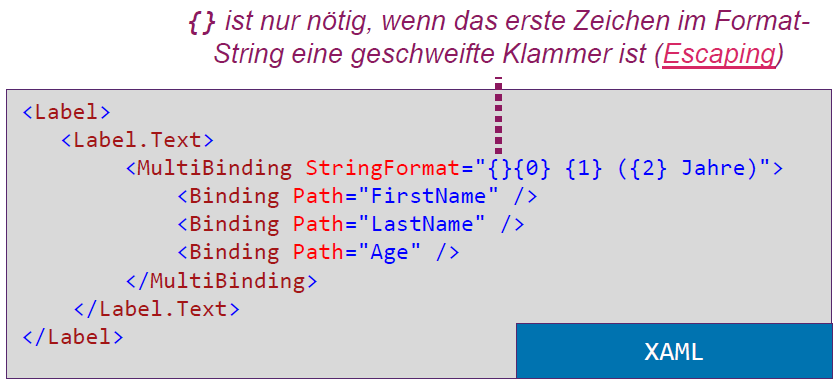 {} ist nur nötig, wenn das erste Zeichen im Format-
String eine geschweifte Klammer ist (Escaping)
<Label>
<Label.Text>
<MultiBinding StringFormat="{}{0} {1} ({2} Jahre)">
<Binding Path="FirstName" />
<Binding Path="LastName" />
<Binding Path="Age" />
</MultiBinding>
</Label.Text>
</Label>
XAML